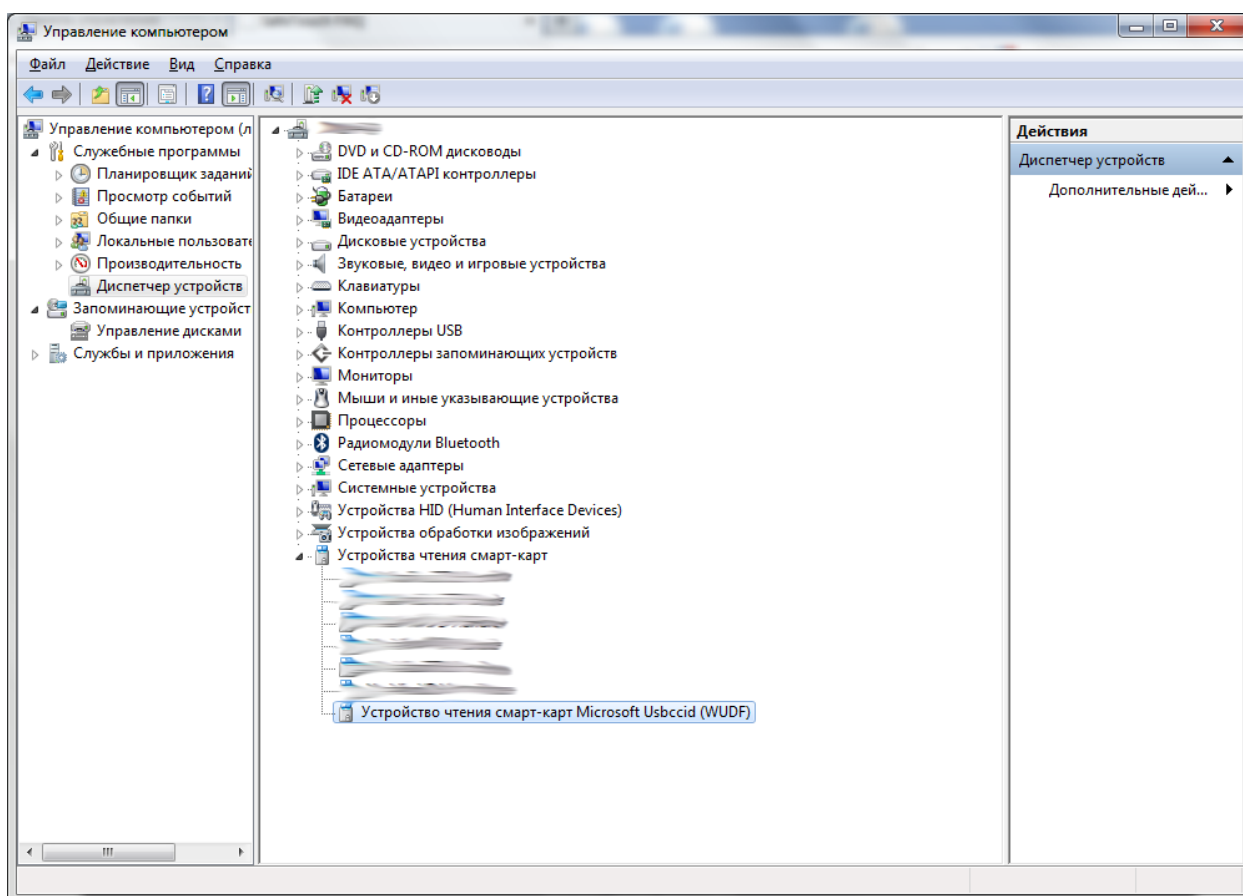 Управление компьютером
Файл Действие Вид Справка
Управление компьютером (л
Служебные программы
Планировщик заданий
Просмотр событий
Общие папки
Локальные пользовате
Производительность
Диспетчер устройств
Запоминающие устройст
Управление дисками
Службы и приложения
DVD и CD-ROM дисководы
IDE ATA/ATAPI контроллеры
Батареи
Видеоадаптеры
Дисковые устройства
Звуковые, видео и игровые устройства
Клавиатуры
Компьютер
Контроллеры USB
Контроллеры запоминающих устройств
Мониторы
Мыши и иные указывающие устройства
Процессоры
Радиомодули Bluetooth
Сетевые адаптеры
Системные устройства
Устройства HID (Human Interface Devices)
Устройства обработки изображений
Устройства чтения смарт-карт
Устройство чтения смарт-карт Microsoft Usbccid (WUDF)
Действия
Диспетчер устройств
Дополнительные дей...